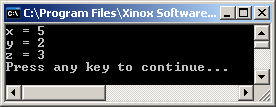 C:\Program Files\Xinox Software...
x = 5
y = 2
z = 3
Press any key to continue...